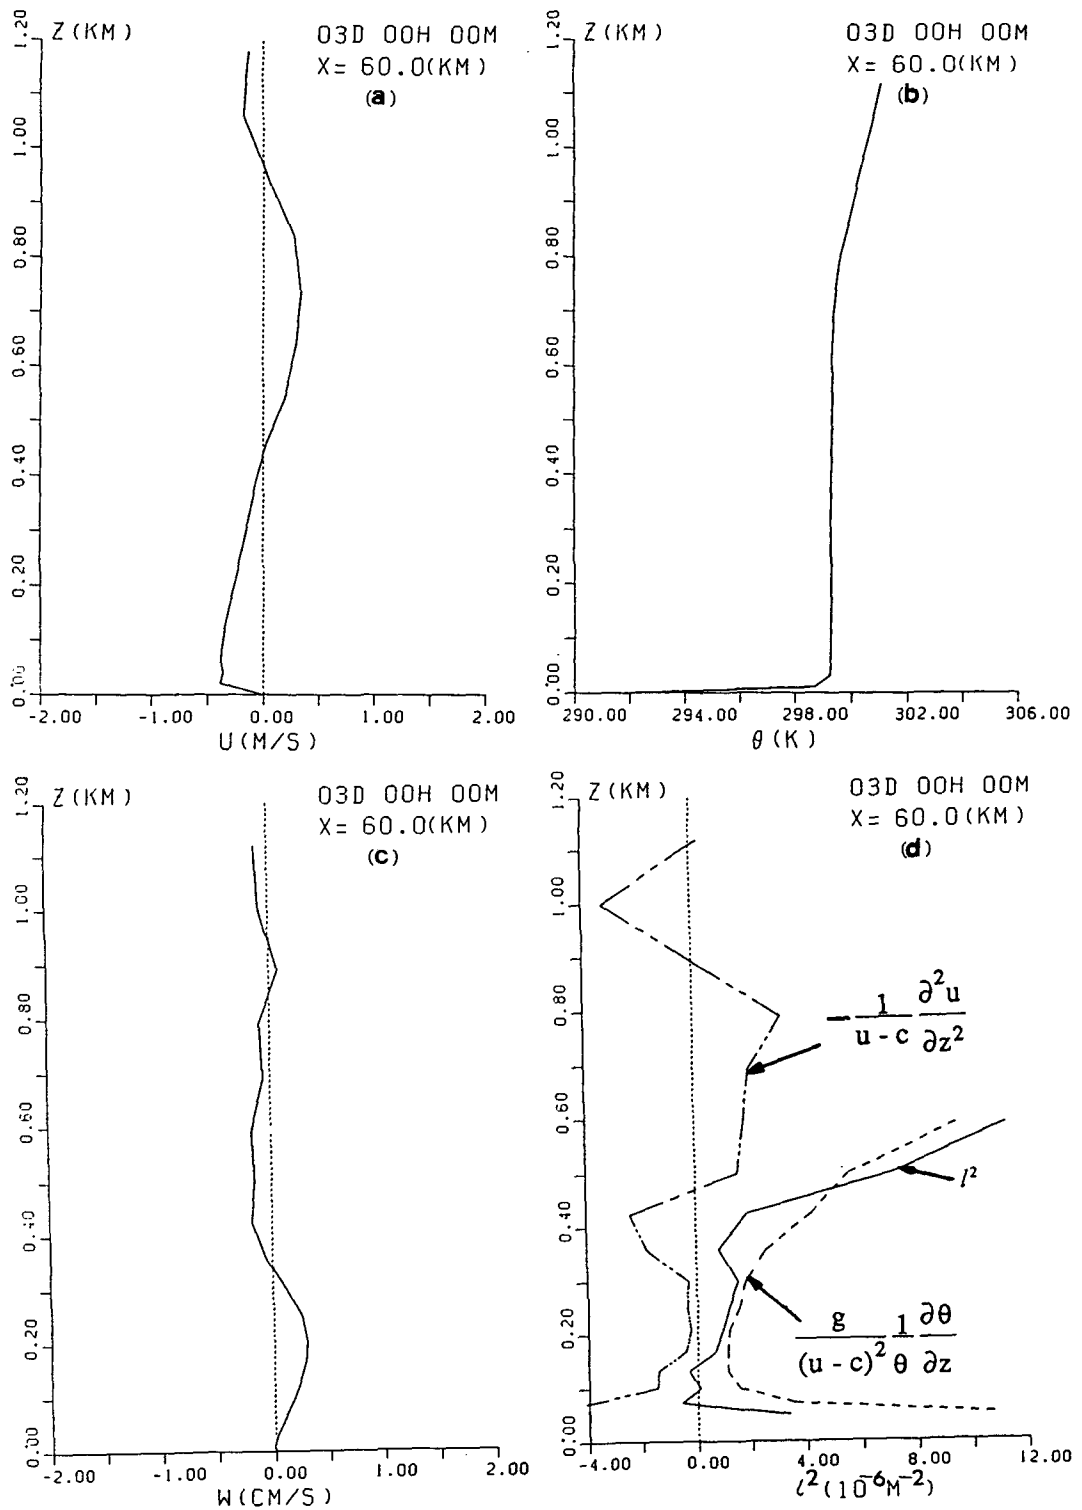 Z(KM)
03D 00H 00M
X= 60.0(KM)
(a)
1.20
1.00
0.80
0.60
0.40
0.20
0.00
-2.00 -1.00 0.00 1.00 2.00
U(M/S)
Z(KM)
03D 00H 00M
X= 60.0(KM)
(b)
1.20
1.00
0.80
0.60
0.40
0.20
0.00
290.00 294.00 298.00 302.00 306.00
θ(K)
Z(KM)
03D 00H 00M
X= 60.0(KM)
(c)
1.20
1.00
0.80
0.60
0.40
0.20
0.00
-2.00 -1.00 0.00 1.00 2.00
W(CM/S)
Z(KM)
03D 00H 00M
X= 60.0(KM)
(d)
1.20
1.00
0.80
0.60
0.40
0.20
0.00
- 1/(u - c) ∂²u/∂z²
l²
g/(u - c)² 1/θ ∂θ/∂z
-4.00 0.00 4.00 8.00 12.00
l²(10⁻⁶M⁻²)